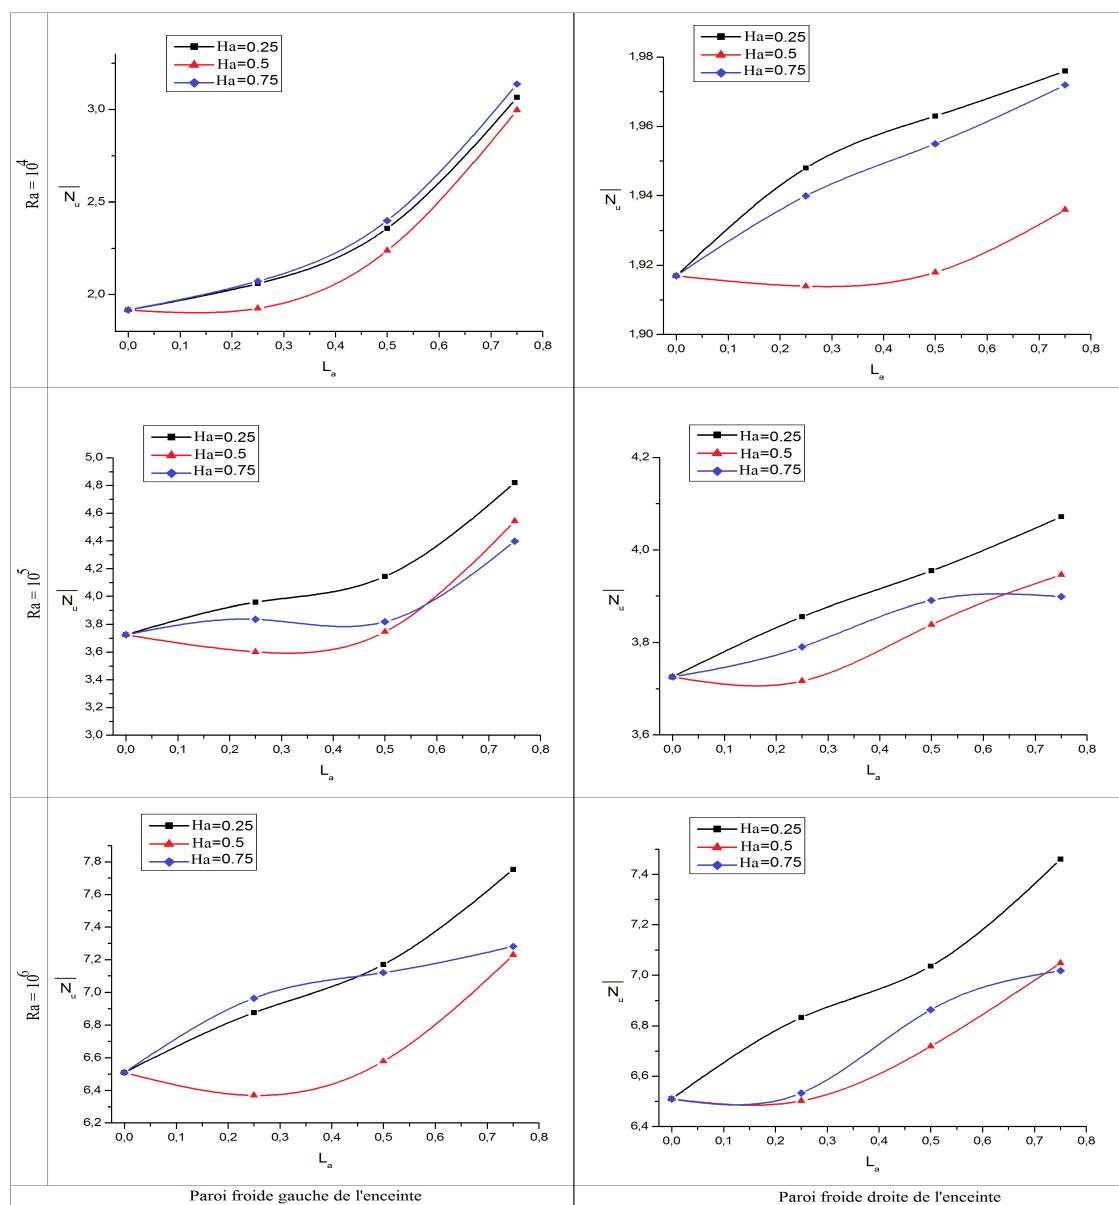 Ra = 10⁴
Ha=0.25
Ha=0.5
Ha=0.75
3,0
2,5
2,0
Nu
0,0 0,1 0,2 0,3 0,4 0,5 0,6 0,7 0,8
La
Ha=0.25
Ha=0.5
Ha=0.75
1,98
1,96
1,94
1,92
1,90
Nu
0,0 0,1 0,2 0,3 0,4 0,5 0,6 0,7 0,8
La
Ra = 10⁵
Ha=0.25
Ha=0.5
Ha=0.75
5,0
4,8
4,6
4,4
4,2
4,0
3,8
3,6
3,4
3,2
3,0
Nu
0,0 0,1 0,2 0,3 0,4 0,5 0,6 0,7 0,8
La
Ha=0.25
Ha=0.5
Ha=0.75
4,2
4,0
3,8
3,6
Nu
0,0 0,1 0,2 0,3 0,4 0,5 0,6 0,7 0,8
La
Ra = 10⁶
Ha=0.25
Ha=0.5
Ha=0.75
7,8
7,6
7,4
7,2
7,0
6,8
6,6
6,4
6,2
Nu
0,0 0,1 0,2 0,3 0,4 0,5 0,6 0,7 0,8
La
Ha=0.25
Ha=0.5
Ha=0.75
7,4
7,2
7,0
6,8
6,6
6,4
Nu
0,0 0,1 0,2 0,3 0,4 0,5 0,6 0,7 0,8
La
Paroi froide gauche de l'enceinte
Paroi froide droite de l'enceinte